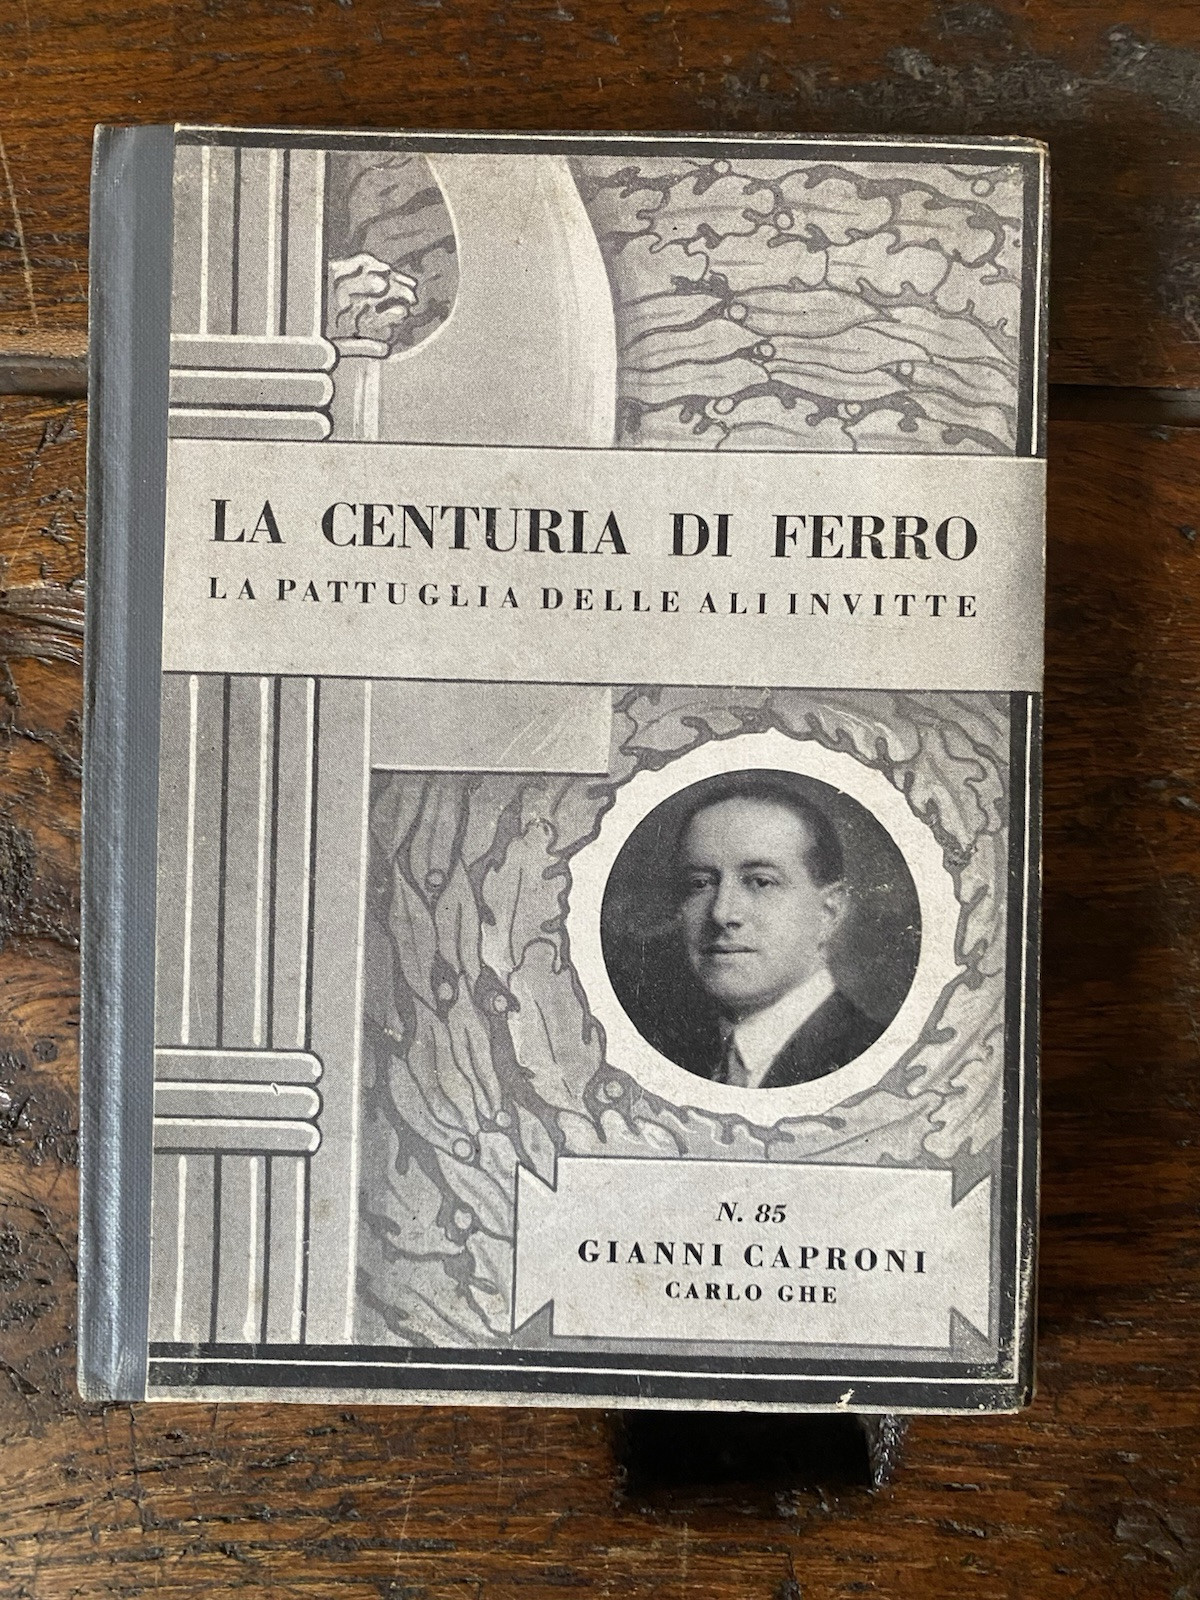 LA CENTURIA DI FERRO
LA PATTUGLIA DELLE ALI INVITTE
N. 85
GIANNI CAPRONI
CARLO GHE